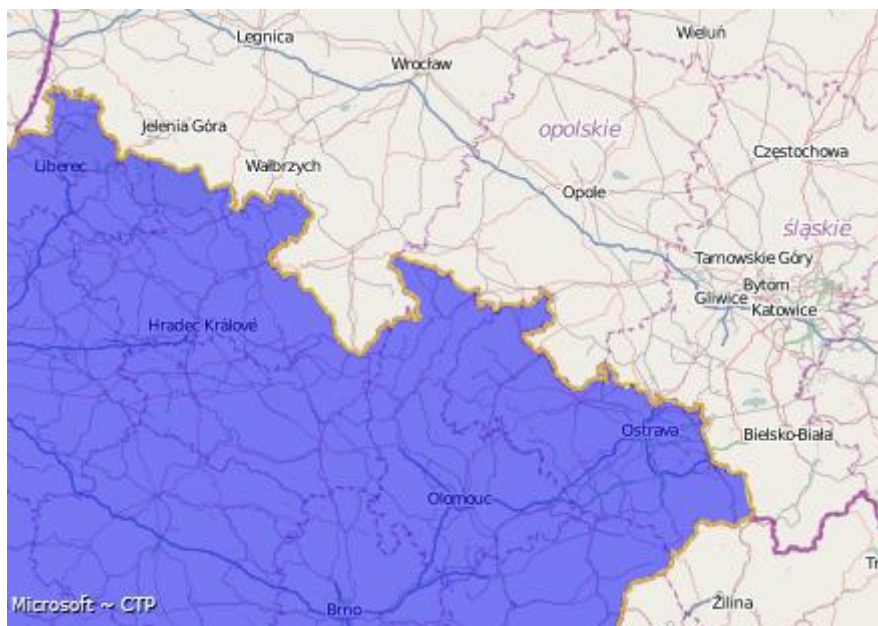 Wieluń
Legnica
Wrocław
Jelenia Góra
opolskie
Częstochowa
Liberec
Wałbrzych
Opole
śląskie
Tarnowskie Góry
Bytom
Gliwice
Katowice
Hradec Králové
Ostrava
Bielsko-Biała
Olomouc
Microsoft ~ CTP
Brno
Žilina